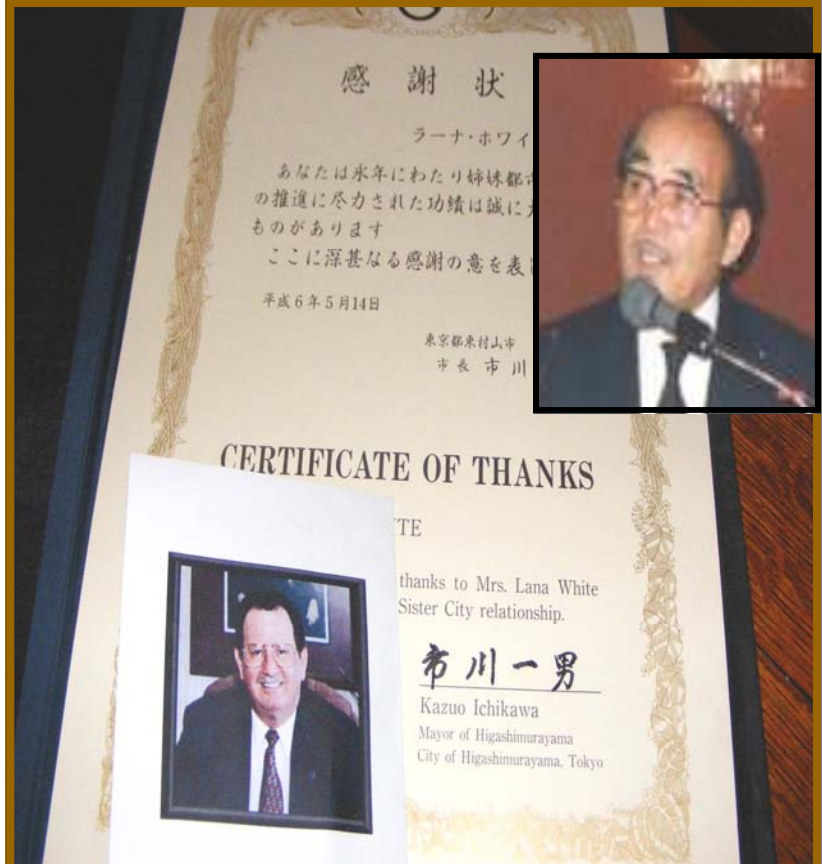 感謝状
ラーナ・ホワイ
あなたは永年にわたり姉妹都市
の推進に尽力された功績は誠に
ものがあります
ここに深甚なる感謝の意を表
平成6年5月14日
東京都東村山市
市長 市川
CERTIFICATE OF THANKS
ITE
thanks to Mrs. Lana White
Sister City relationship.
市川一男
Kazuo Ichikawa
Mayor of Higashimurayama
City of Higashimurayama, Tokyo